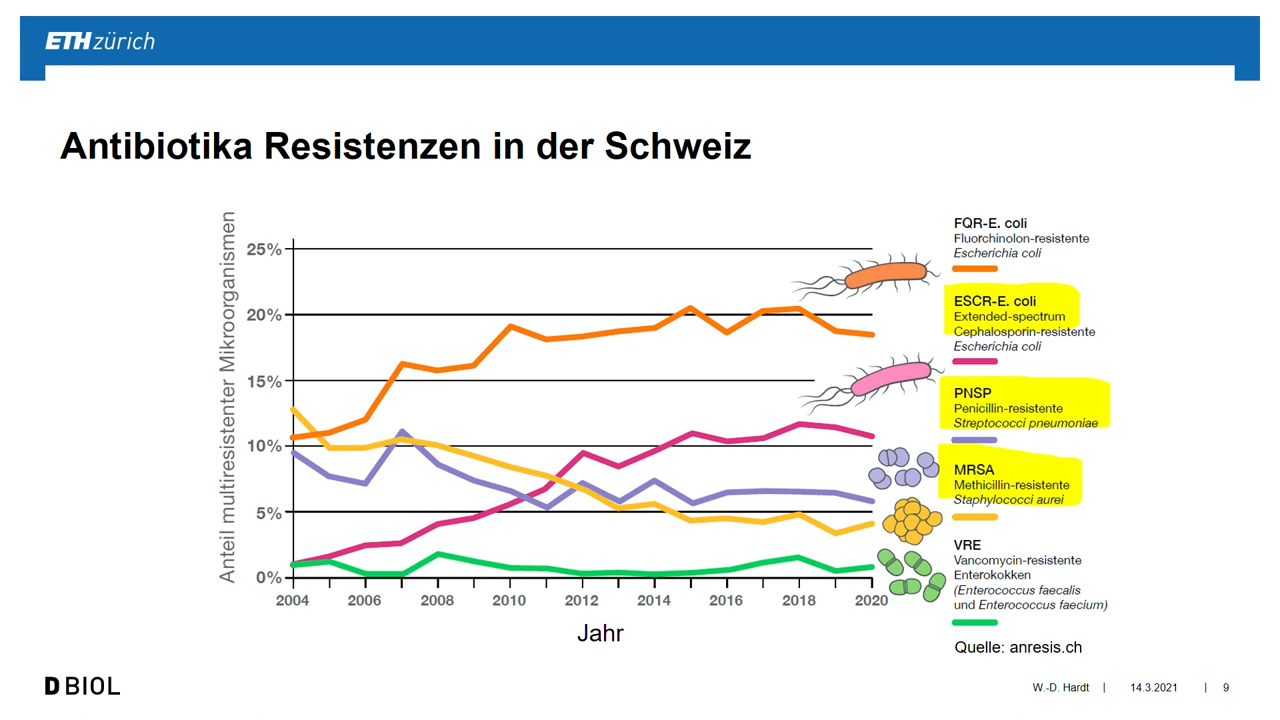 ETH zürich
Antibiotika Resistenzen in der Schweiz
Anteil multiresistenter Mikroorganismen
25%
20%
15%
10%
5%
0%
2004 2006 2008 2010 2012 2014 2016 2018 2020
Jahr
FQR-E. coli
Fluorchinolon-resistente
Escherichia coli
ESCR-E. coli
Extended-spectrum
Cephalosporin-resistente
Escherichia coli
PNSP
Penicillin-resistente
Streptococci pneumoniae
MRSA
Methicillin-resistente
Staphylococci aurei
VRE
Vancomycin-resistente
Enterokokken
(Enterococcus faecalis
und Enterococcus faecium)
Quelle: anresis.ch
D BIOL
W.-D. Hardt | 14.3.2021 | 9